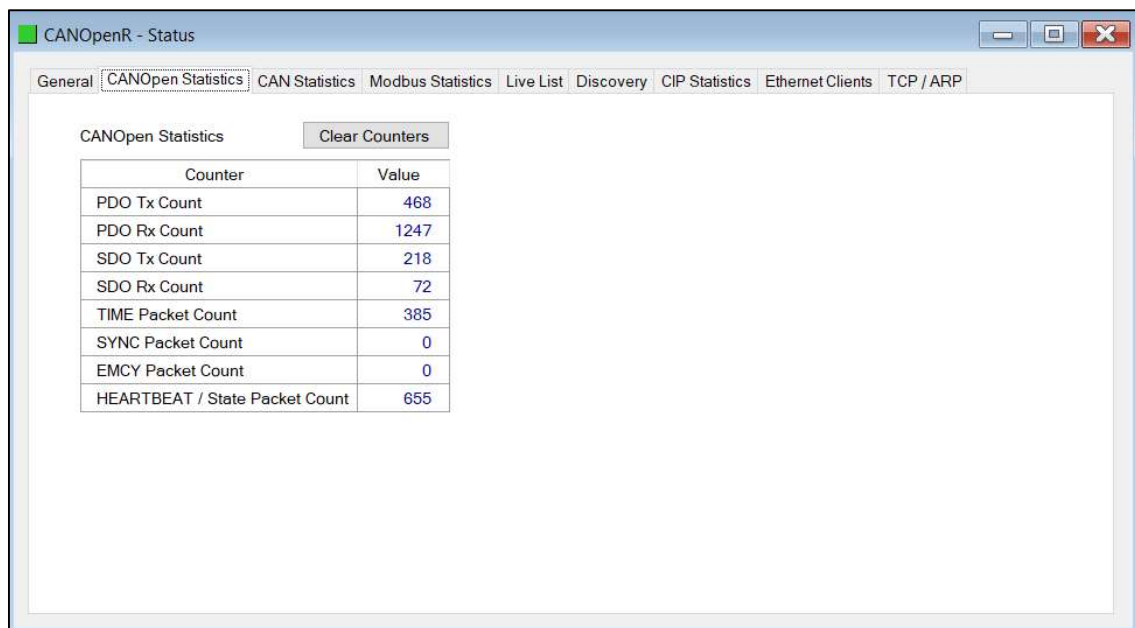 CANOpenR - Status
General CANOpen Statistics CAN Statistics Modbus Statistics Live List Discovery CIP Statistics Ethernet Clients TCP / ARP
CANOpen Statistics Clear Counters
Counter Value
PDO Tx Count 468
PDO Rx Count 1247
SDO Tx Count 218
SDO Rx Count 72
TIME Packet Count 385
SYNC Packet Count 0
EMCY Packet Count 0
HEARTBEAT / State Packet Count 655